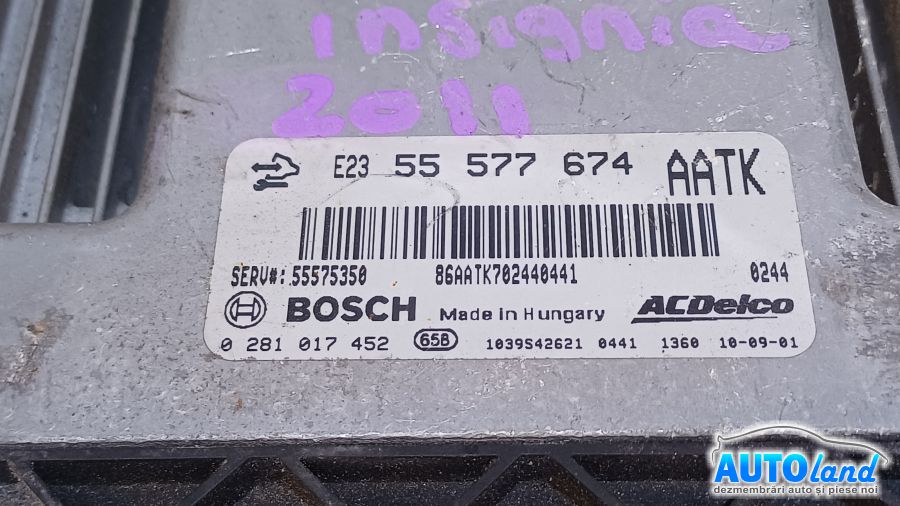 Insignia
2011
E23 55 577 674 AATK
SERV#: 55575350 86AATK702440441 0244
BOSCH Made in Hungary ACDelco
0 281 017 452 65B 1039S42621 0441 1360 10-09-01
AUTOland
dezmembrări auto și piese noi